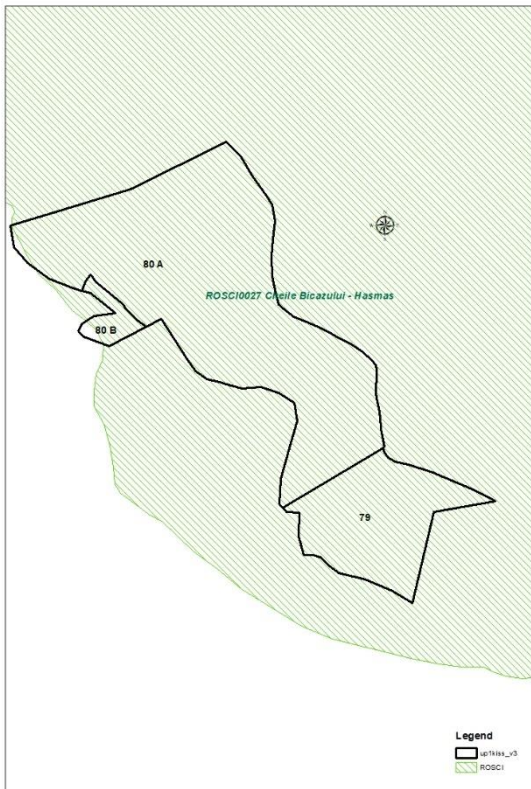 80 A
ROSCI0027 Cheile Bicazului - Hasmas
80 B
79
Legend
up1kiss_v3
ROSCI